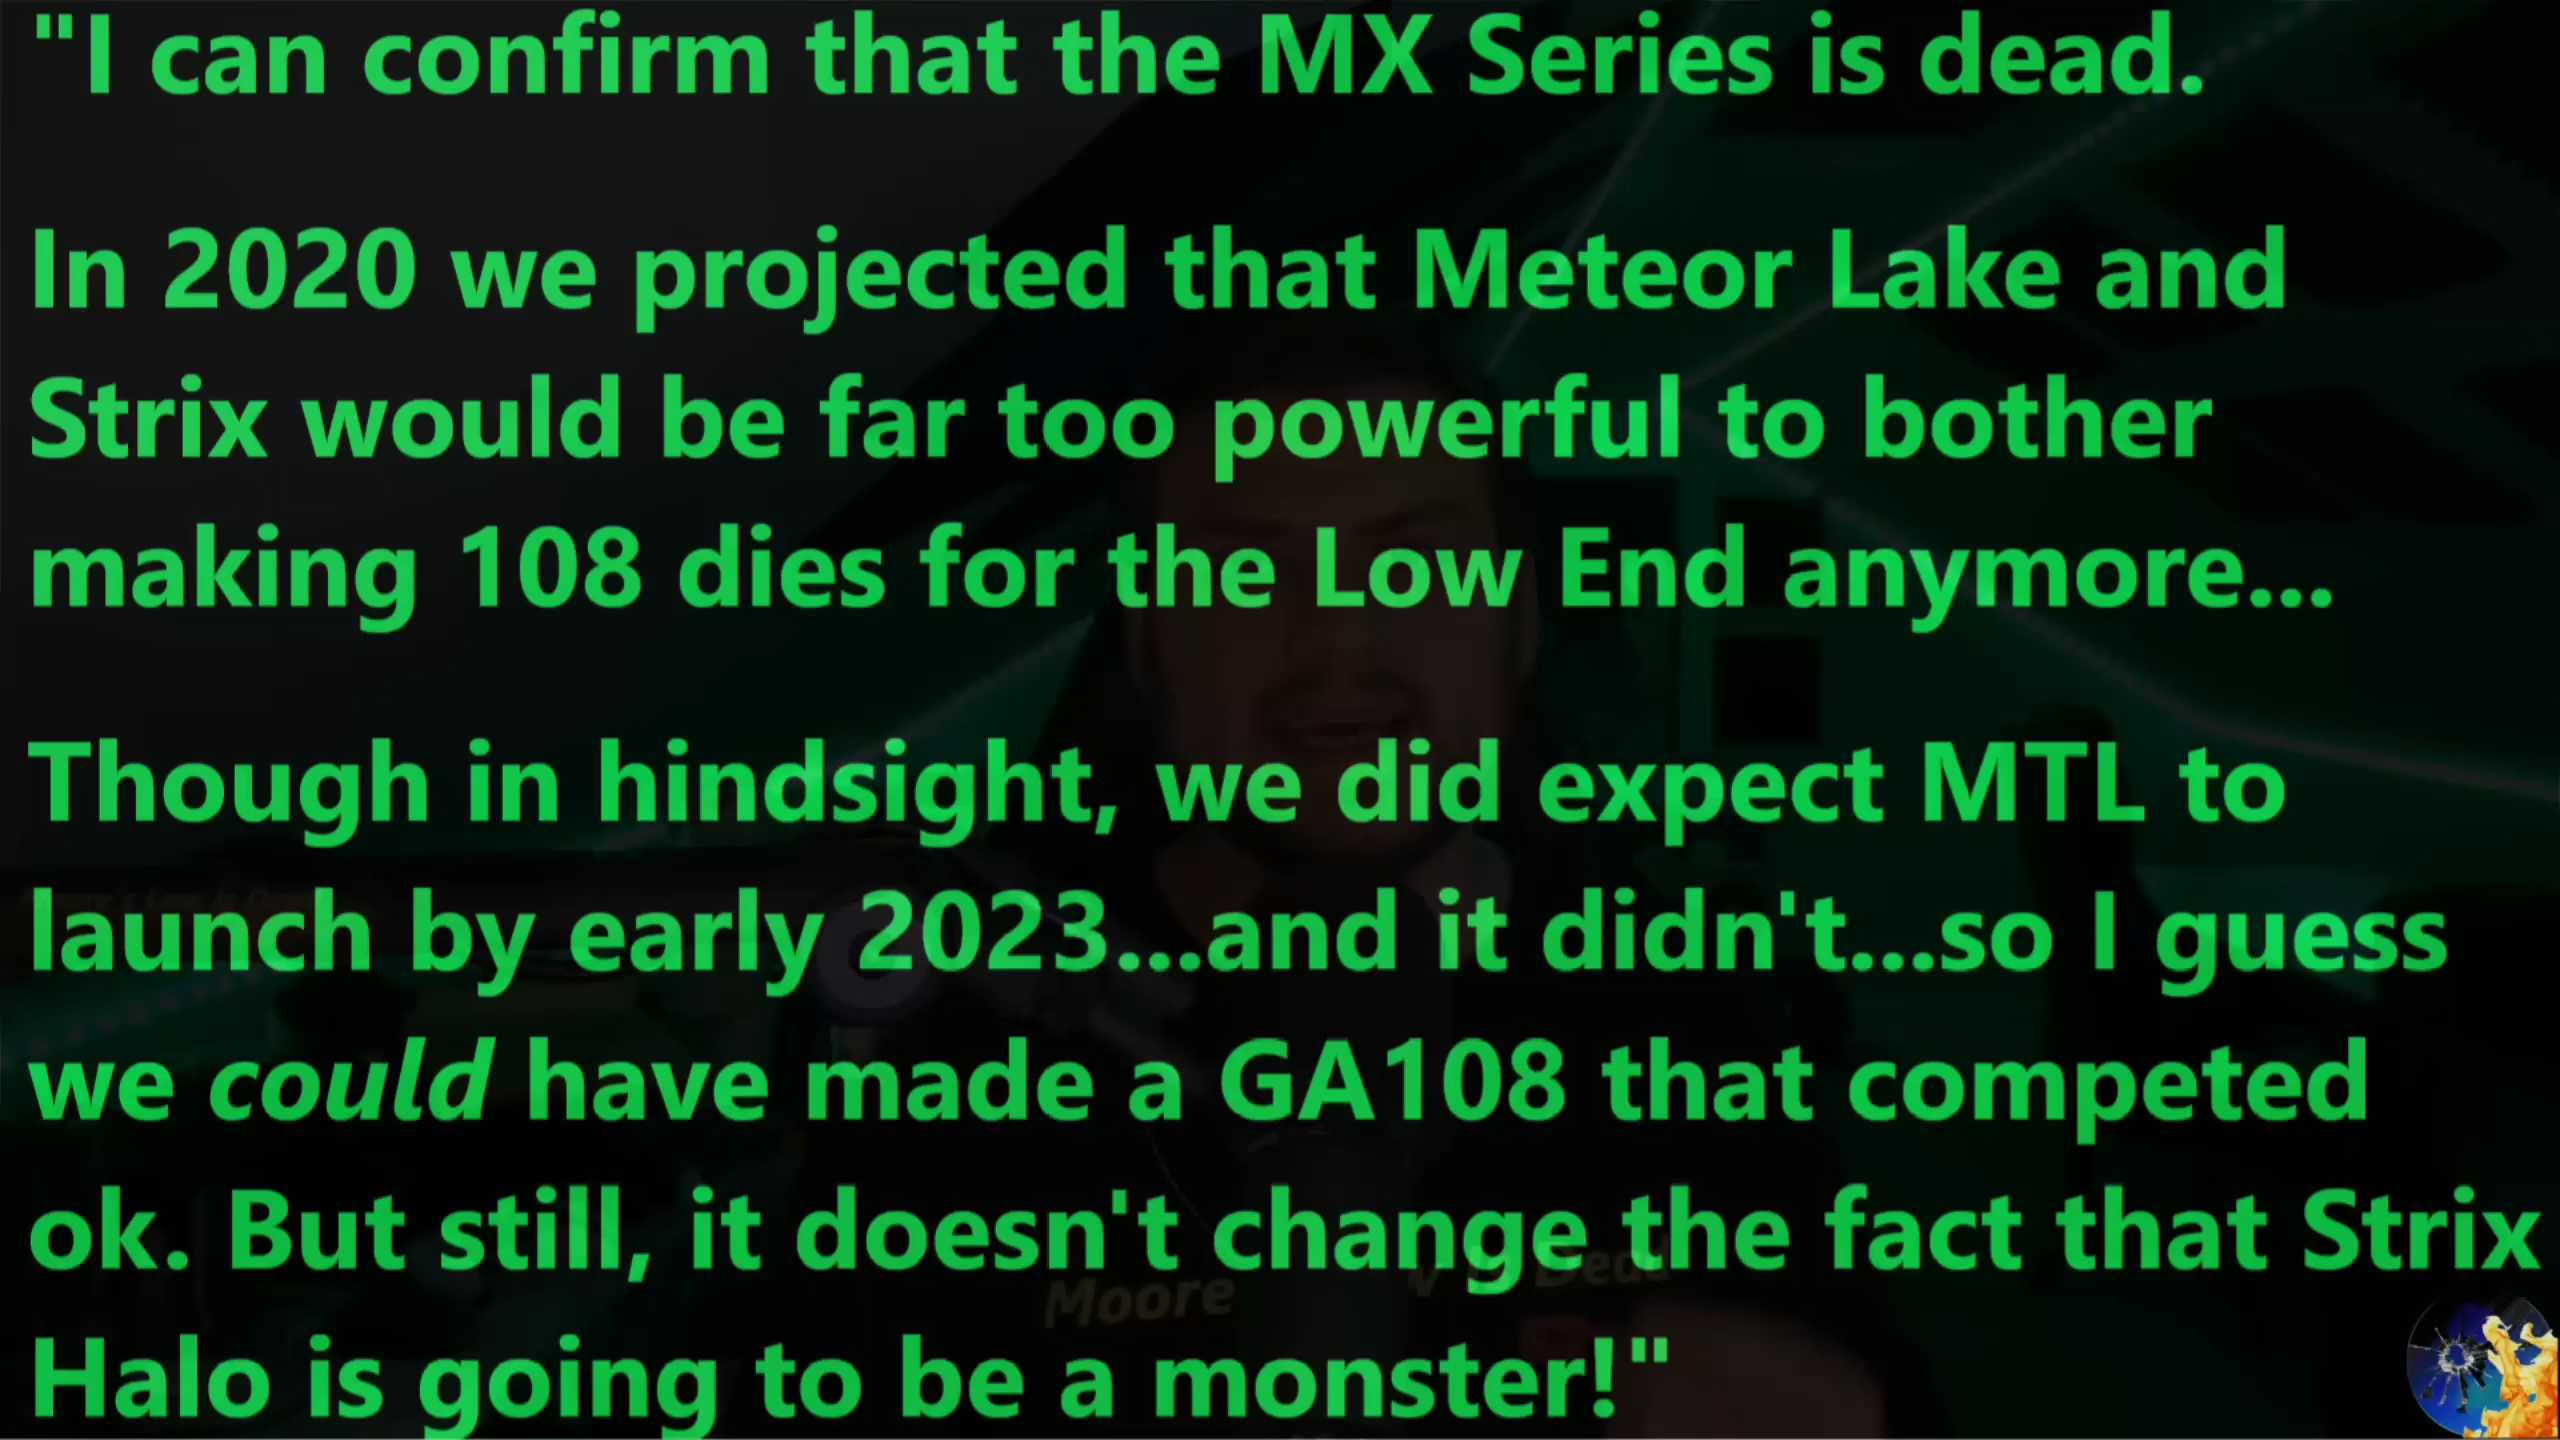 "I can confirm that the MX Series is dead.
In 2020 we projected that Meteor Lake and
Strix would be far too powerful to bother
making 108 dies for the Low End anymore...
Though in hindsight, we did expect MTL to
launch by early 2023...and it didn't...so I guess
we could have made a GA108 that competed
ok. But still, it doesn't change the fact that Strix
Halo is going to be a monster!"
Moore
Dead